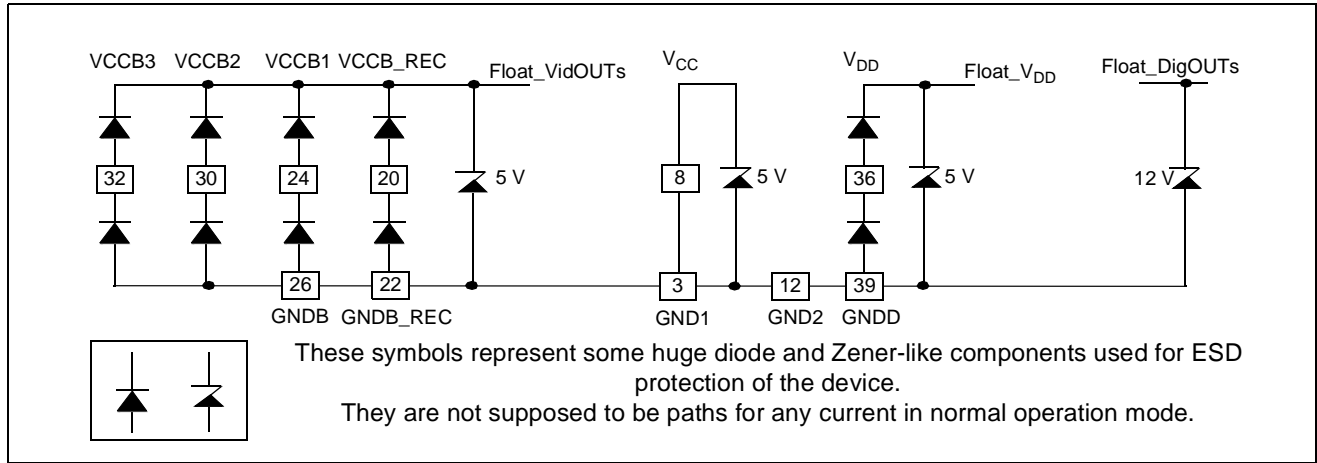 VCCB3 VCCB2 VCCB1 VCCB_REC Float_VidOUTs VCC VDD Float_VDD Float_DigOUTs
32 30 24 20 5 V 8 5 V 36 5 V 12 V
26 22 3 12 39
GNDB GNDB_REC GND1 GND2 GNDD
These symbols represent some huge diode and Zener-like components used for ESD
protection of the device.
They are not supposed to be paths for any current in normal operation mode.